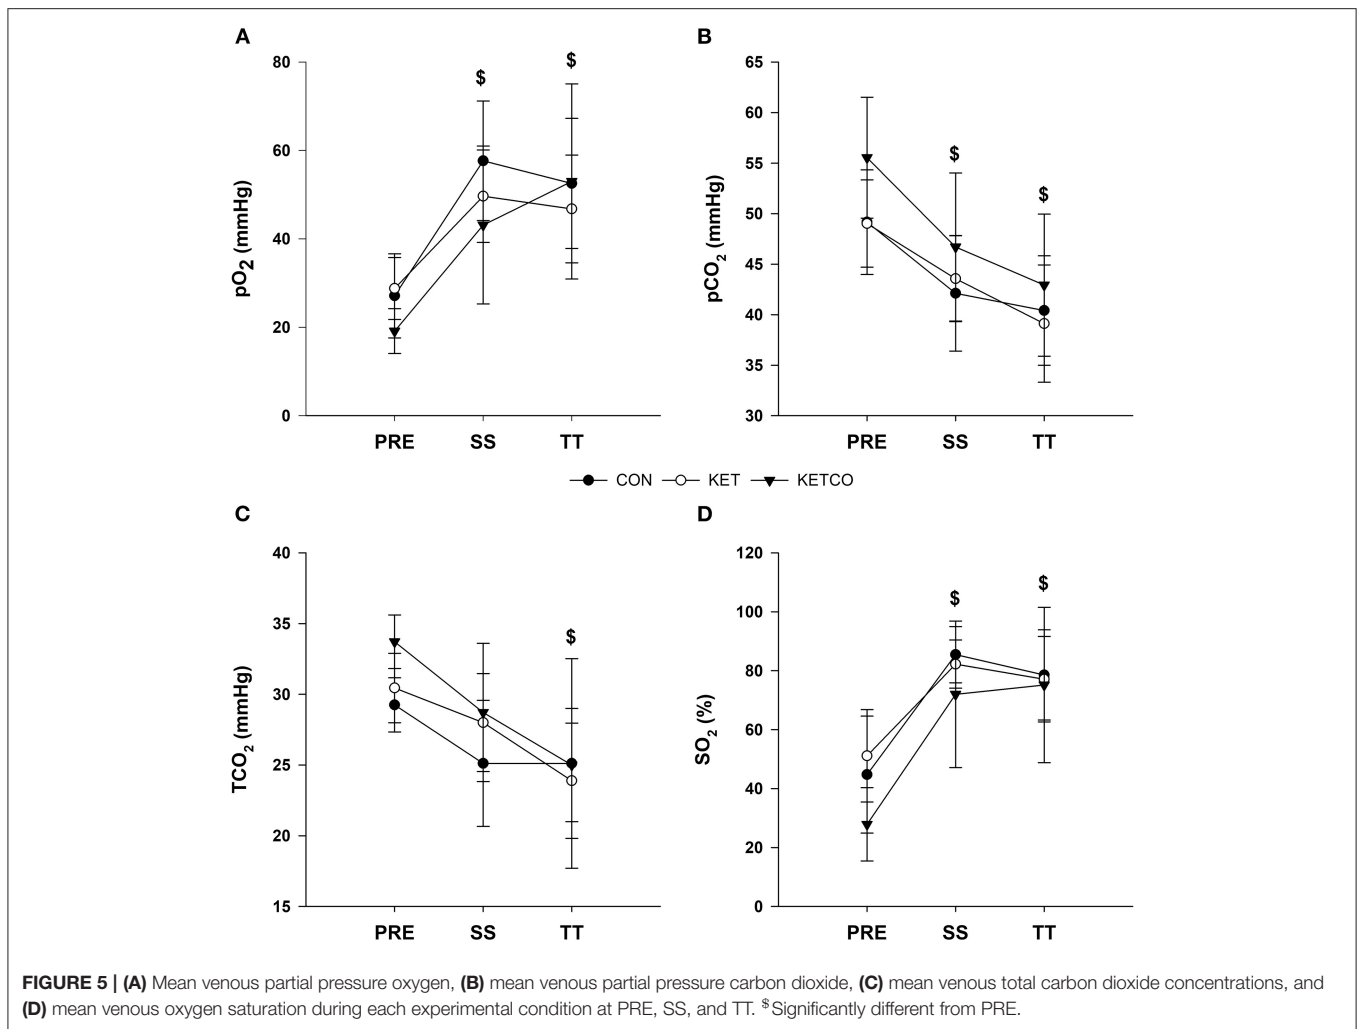 A
80
60
40
20
0
pO2 (mmHg)
$
$
PRE SS TT
B
65
60
55
50
45
40
35
30
pCO2 (mmHg)
$
$
PRE SS TT
CON KET KETCO
C
40
35
30
25
20
15
TCO2 (mmHg)
$
PRE SS TT
D
120
100
80
60
40
20
0
SO2 (%)
$
$
PRE SS TT
FIGURE 5 | (A) Mean venous partial pressure oxygen, (B) mean venous partial pressure carbon dioxide, (C) mean venous total carbon dioxide concentrations, and
(D) mean venous oxygen saturation during each experimental condition at PRE, SS, and TT. $Significantly different from PRE.